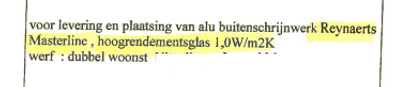 voor levering en plaatsing van alu buitenschrijnwerk Reynaerts
Masterline , hoogrendementsglas 1,0W/m2K
werf : dubbel woonst